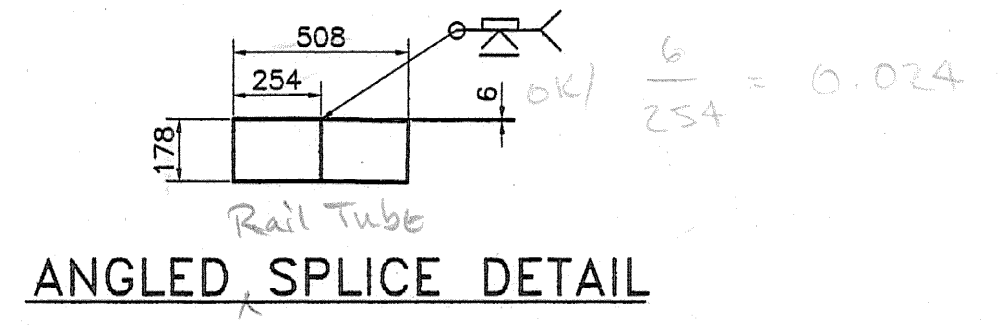 508
254
6
OK/ 6/254 = 0.024
178
Rail Tube
ANGLED SPLICE DETAIL